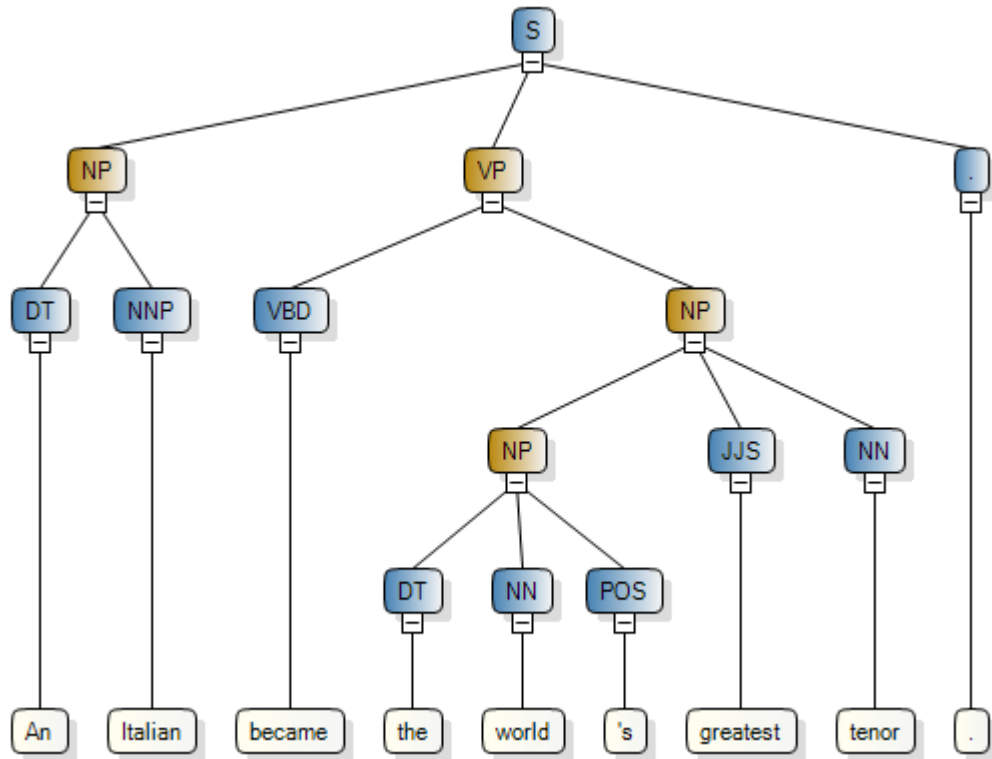 S
NP VP .
DT NNP VBD NP
NP JJS NN
DT NN POS
An Italian became the world 's greatest tenor .